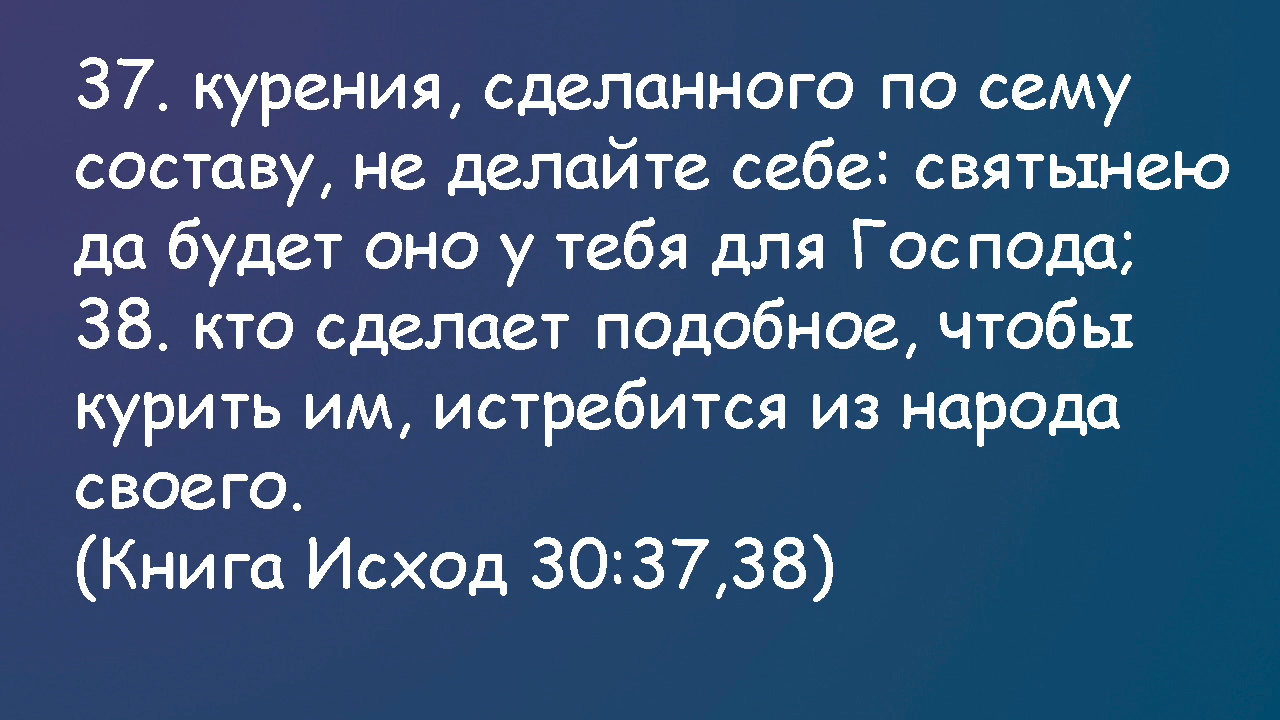 37. курения, сделанного по сему
составу, не делайте себе: святынею
да будет оно у тебя для Господа;
38. кто сделает подобное, чтобы
курить им, истребится из народа
своего.
(Книга Исход 30:37,38)